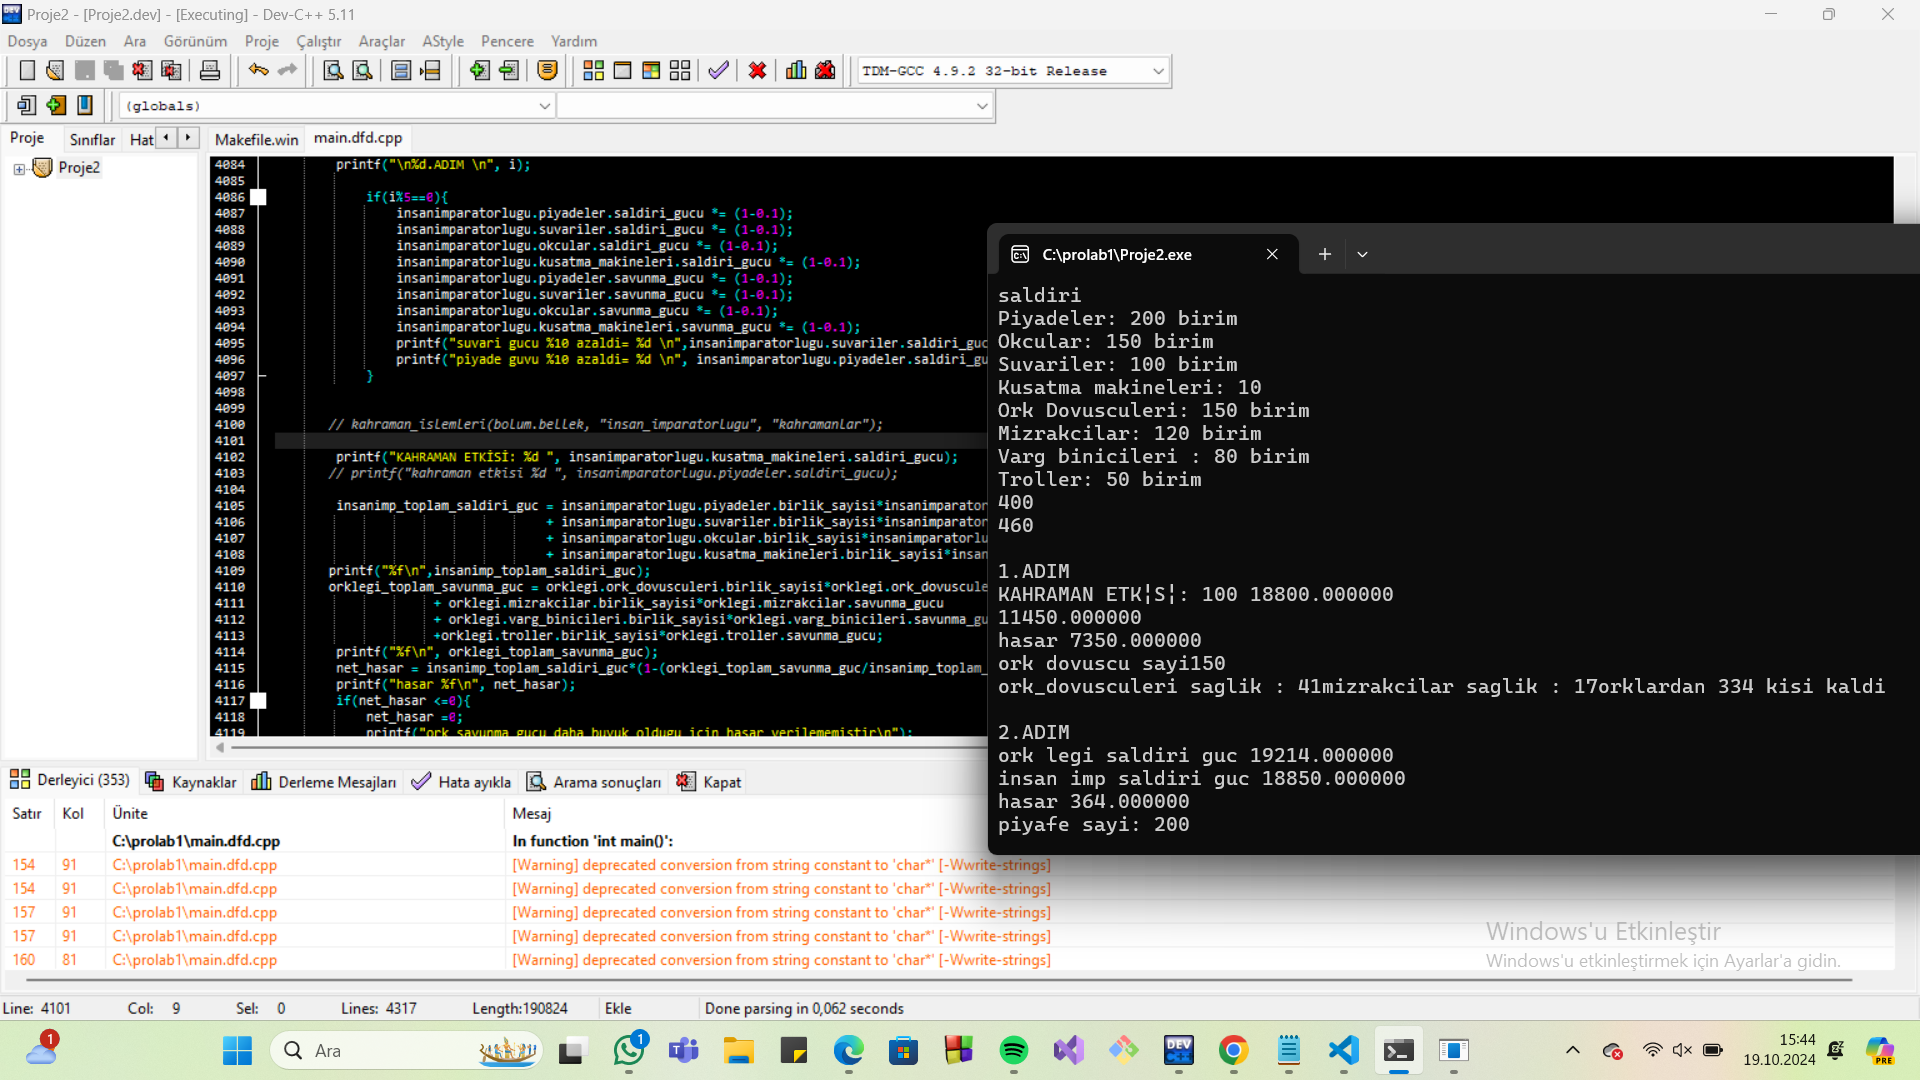 Proje2 - [Proje2.dev] - [Executing] - Dev-C++ 5.11
Dosya Düzen Ara Görünüm Proje Çalıştır Araçlar AStyle Pencere Yardım
TDM-GCC 4.9.2 32-bit Release
(globals)
Proje Sınıflar Hat Makefile.win main.dfd.cpp
Proje2
4084 printf("\n%d.ADIM \n", i);
4085
4086 if(i%5==0){
4087 insanimparatorlugu.piyadeler.saldiri_gucu *= (1-0.1);
4088 insanimparatorlugu.suvariler.saldiri_gucu *= (1-0.1);
4089 insanimparatorlugu.okcular.saldiri_gucu *= (1-0.1);
4090 insanimparatorlugu.kusatma_makineleri.saldiri_gucu *= (1-0.1);
4091 insanimparatorlugu.piyadeler.savunma_gucu *= (1-0.1);
4092 insanimparatorlugu.suvariler.savunma_gucu *= (1-0.1);
4093 insanimparatorlugu.okcular.savunma_gucu *= (1-0.1);
4094 insanimparatorlugu.kusatma_makineleri.savunma_gucu *= (1-0.1);
4095 printf("suvari gucu %10 azaldi= %d \n",insanimparatorlugu.suvariler.saldiri_guc
4096 printf("piyade guvu %10 azaldi= %d \n", insanimparatorlugu.piyadeler.saldiri_gu
4097 }
4098
4099
4100 // kahraman_islemleri(bolum.bellek, "insan_imparatorlugu", "kahramanlar");
4101
4102 printf("KAHRAMAN ETKİSİ: %d ", insanimparatorlugu.kusatma_makineleri.saldiri_gucu);
4103 // printf("kahraman etkisi %d ", insanimparatorlugu.piyadeler.saldiri_gucu);
4104
4105 insanimp_toplam_saldiri_guc = insanimparatorlugu.piyadeler.birlik_sayisi*insanimparator
4106 + insanimparatorlugu.suvariler.birlik_sayisi*insanimparator
4107 + insanimparatorlugu.okcular.birlik_sayisi*insanimparatorlu
4108 + insanimparatorlugu.kusatma_makineleri.birlik_sayisi*insan
4109 printf("%f\n",insanimp_toplam_saldiri_guc);
4110 orklegi_toplam_savunma_guc = orklegi.ork_dovusculeri.birlik_sayisi*orklegi.ork_dovuscule
4111 + orklegi.mizrakcilar.birlik_sayisi*orklegi.mizrakcilar.savunma_gucu
4112 + orklegi.varg_binicileri.birlik_sayisi*orklegi.varg_binicileri.savunma_gu
4113 +orklegi.troller.birlik_sayisi*orklegi.troller.savunma_gucu;
4114 printf("%f\n", orklegi_toplam_savunma_guc);
4115 net_hasar = insanimp_toplam_saldiri_guc*(1-(orklegi_toplam_savunma_guc/insanimp_toplam_
4116 printf("hasar %f\n", net_hasar);
4117 if(net_hasar <=0){
4118 net_hasar =0;
4119 printf("ork savunma gucu daha buyuk oldugu icin hasar verilememistir\n");
C:\prolab1\Proje2.exe
saldiri
Piyadeler: 200 birim
Okcular: 150 birim
Suvariler: 100 birim
Kusatma makineleri: 10
Ork Dovusculeri: 150 birim
Mizrakcilar: 120 birim
Varg binicileri : 80 birim
Troller: 50 birim
400
460
1.ADIM
KAHRAMAN ETK¦S¦: 100 18800.000000
11450.000000
hasar 7350.000000
ork dovuscu sayi150
ork_dovusculeri saglik : 41mizrakcilar saglik : 17orklardan 334 kisi kaldi
2.ADIM
ork legi saldiri guc 19214.000000
insan imp saldiri guc 18850.000000
hasar 364.000000
piyafe sayi: 200
Derleyici (353) Kaynaklar Derleme Mesajları Hata ayıkla Arama sonuçları Kapat
Satır Kol Ünite Mesaj
C:\prolab1\main.dfd.cpp In function 'int main()':
154 91 C:\prolab1\main.dfd.cpp [Warning] deprecated conversion from string constant to 'char*' [-Wwrite-strings]
154 91 C:\prolab1\main.dfd.cpp [Warning] deprecated conversion from string constant to 'char*' [-Wwrite-strings]
157 91 C:\prolab1\main.dfd.cpp [Warning] deprecated conversion from string constant to 'char*' [-Wwrite-strings]
157 91 C:\prolab1\main.dfd.cpp [Warning] deprecated conversion from string constant to 'char*' [-Wwrite-strings]
160 81 C:\prolab1\main.dfd.cpp [Warning] deprecated conversion from string constant to 'char*' [-Wwrite-strings]
Windows'u Etkinleştir
Windows'u etkinleştirmek için Ayarlar'a gidin.
Line: 4101 Col: 9 Sel: 0 Lines: 4317 Length:190824 Ekle Done parsing in 0,062 seconds
1
Ara
1
DEV C++
PRE
15:44
19.10.2024